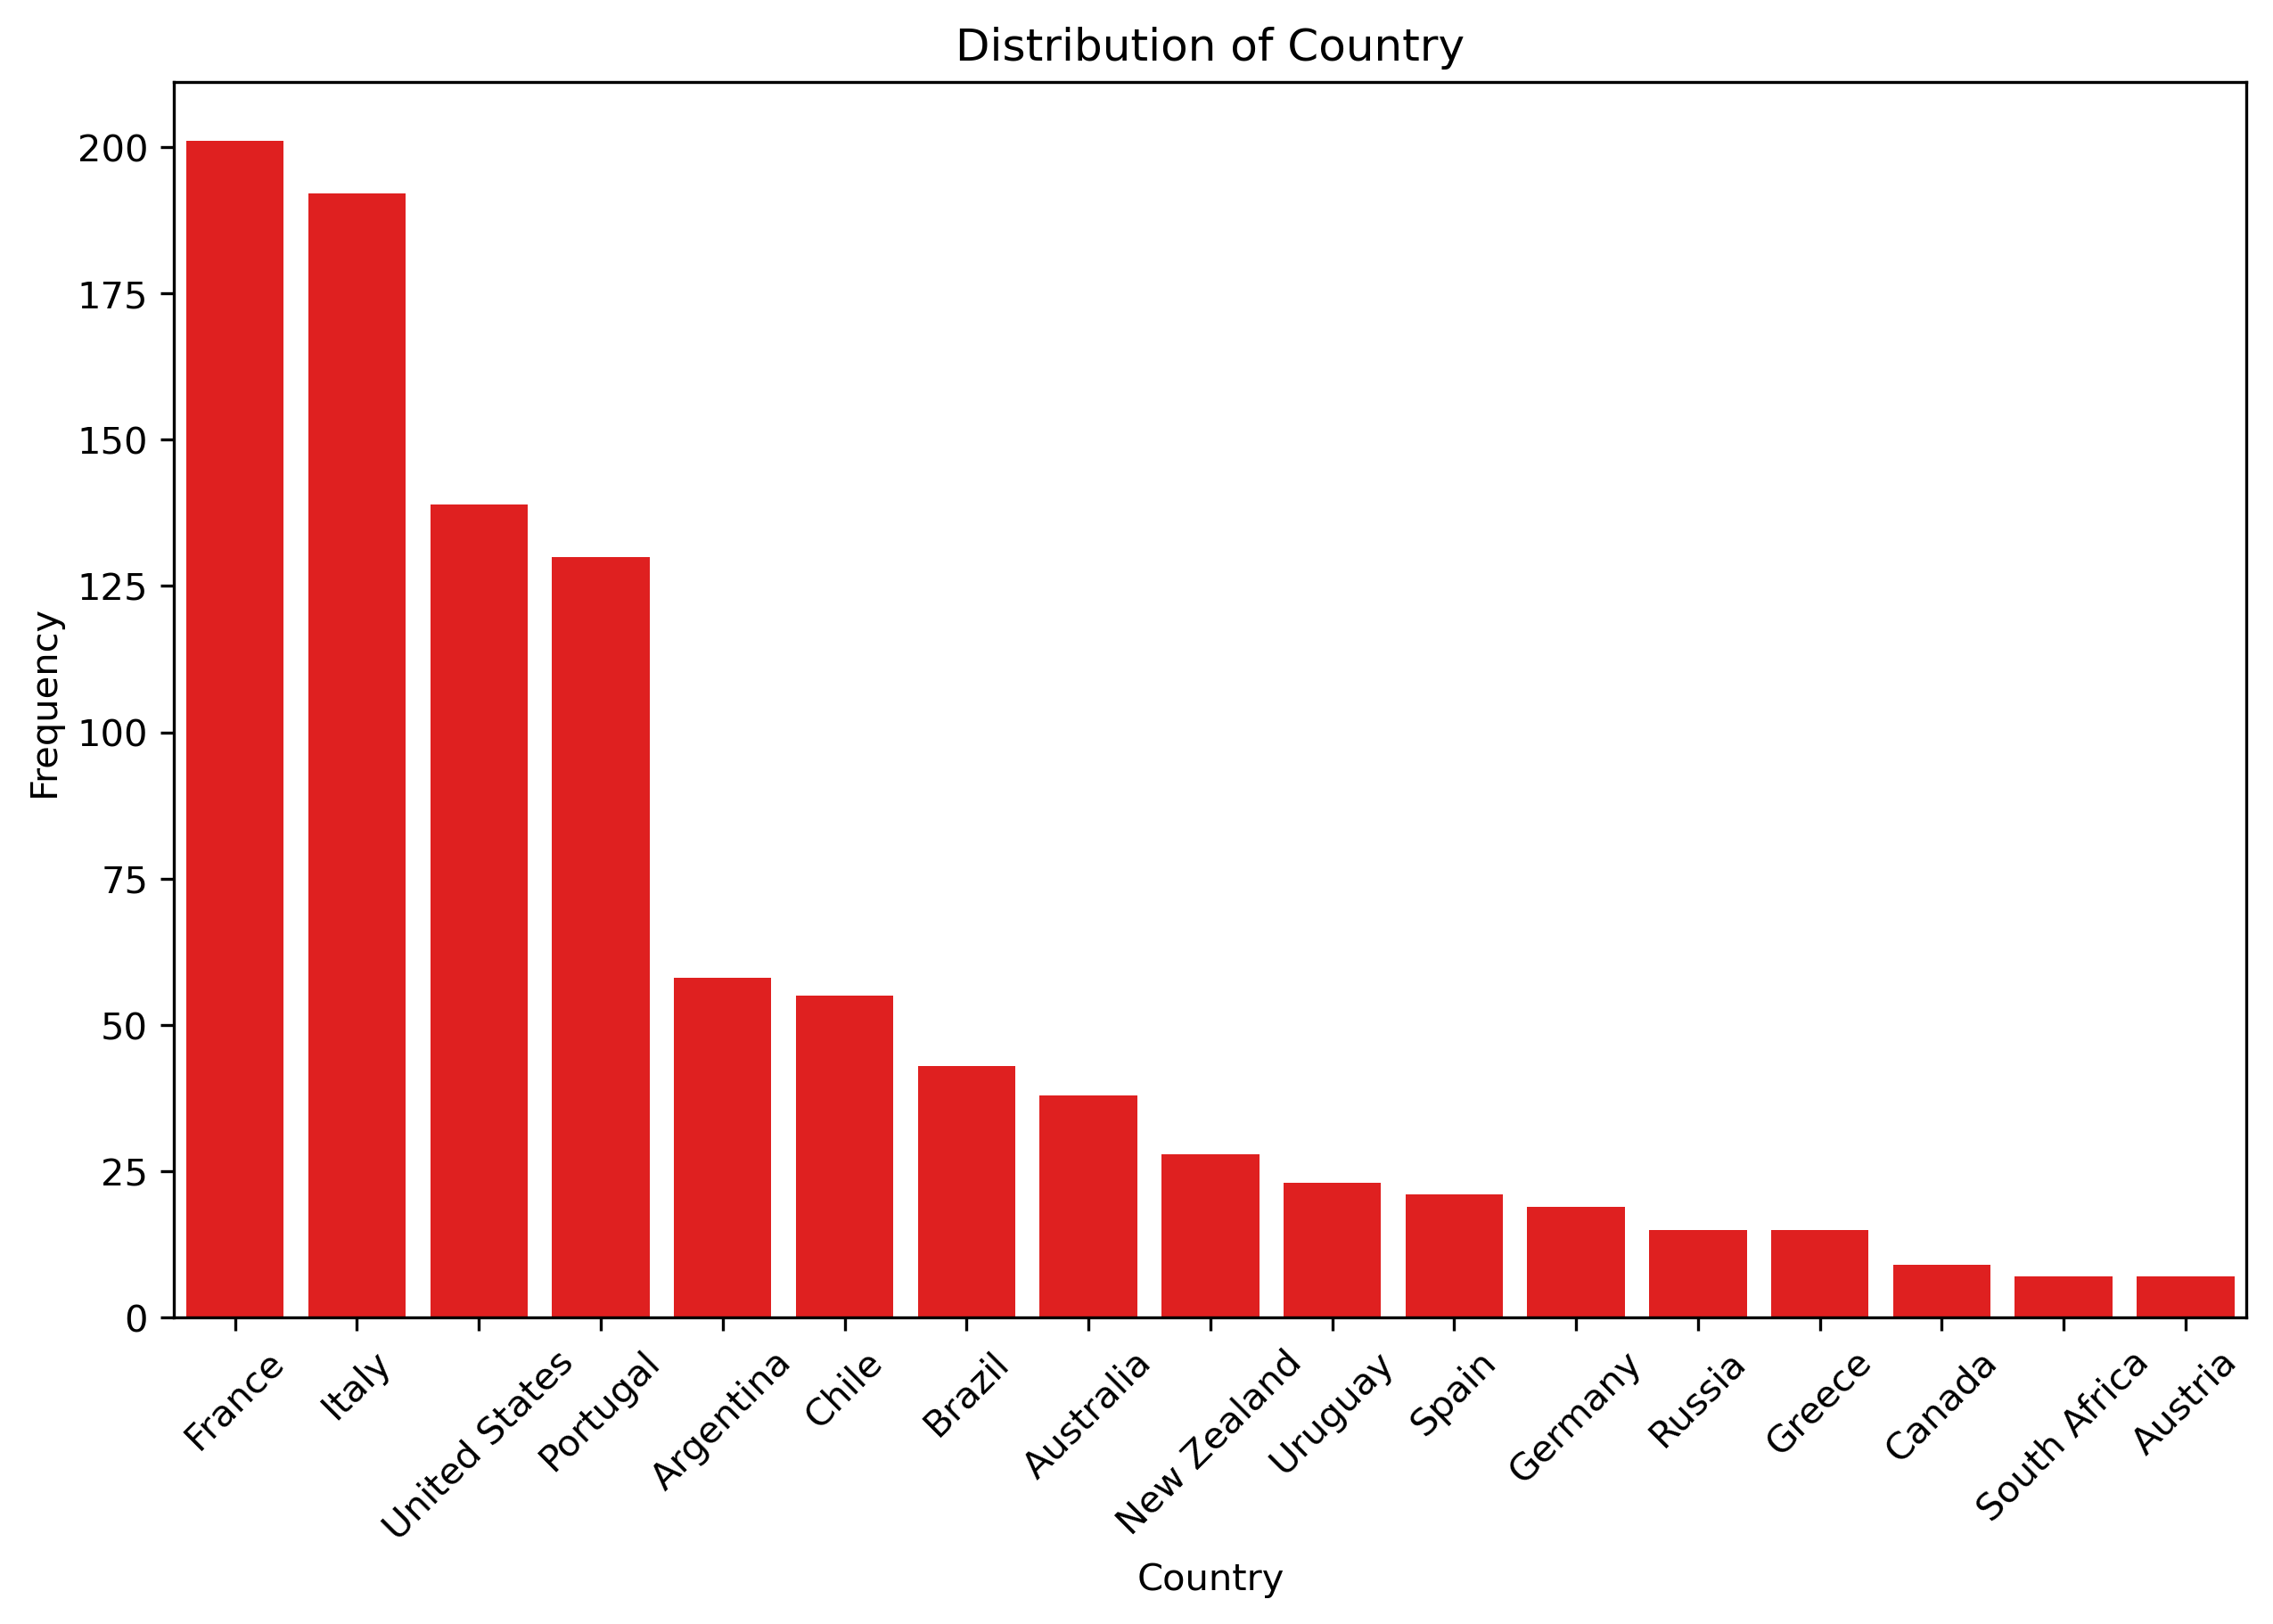 Distribution of Country
Frequency
200
175
150
125
100
75
50
25
0
France
Italy
United States
Portugal
Argentina
Chile
Brazil
Australia
New Zealand
Uruguay
Spain
Germany
Russia
Greece
Canada
South Africa
Austria
Country